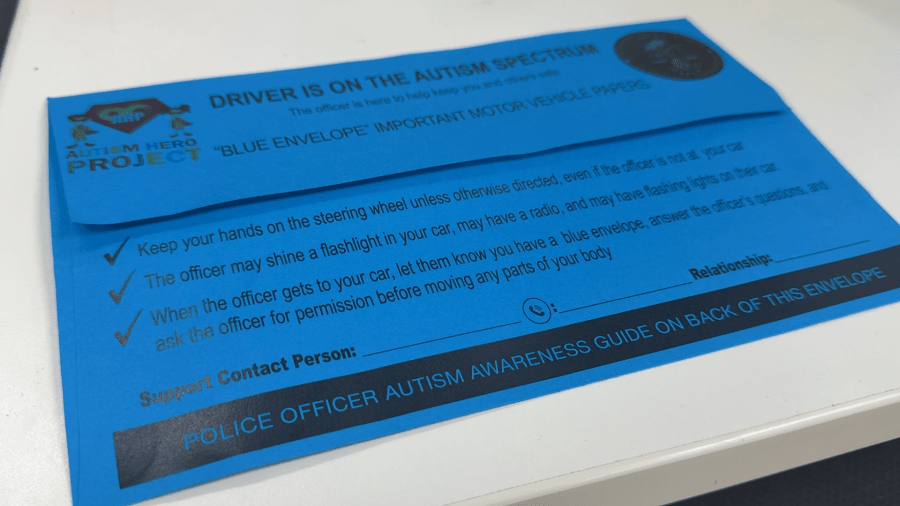 AHP
AUTISM HERO
PROJECT
DRIVER IS ON THE AUTISM SPECTRUM
The officer is here to help keep you and others safe
"BLUE ENVELOPE" IMPORTANT MOTOR VEHICLE PAPERS
Keep your hands on the steering wheel unless otherwise directed, even if the officer is not at your car
The officer may shine a flashlight in your car, may have a radio, and may have flashing lights on their car.
When the officer gets to your car, let them know you have a blue envelope, answer the officer's questions, and
ask the officer for permission before moving any parts of your body
Support Contact Person: : Relationship:
POLICE OFFICER AUTISM AWARENESS GUIDE ON BACK OF THIS ENVELOPE